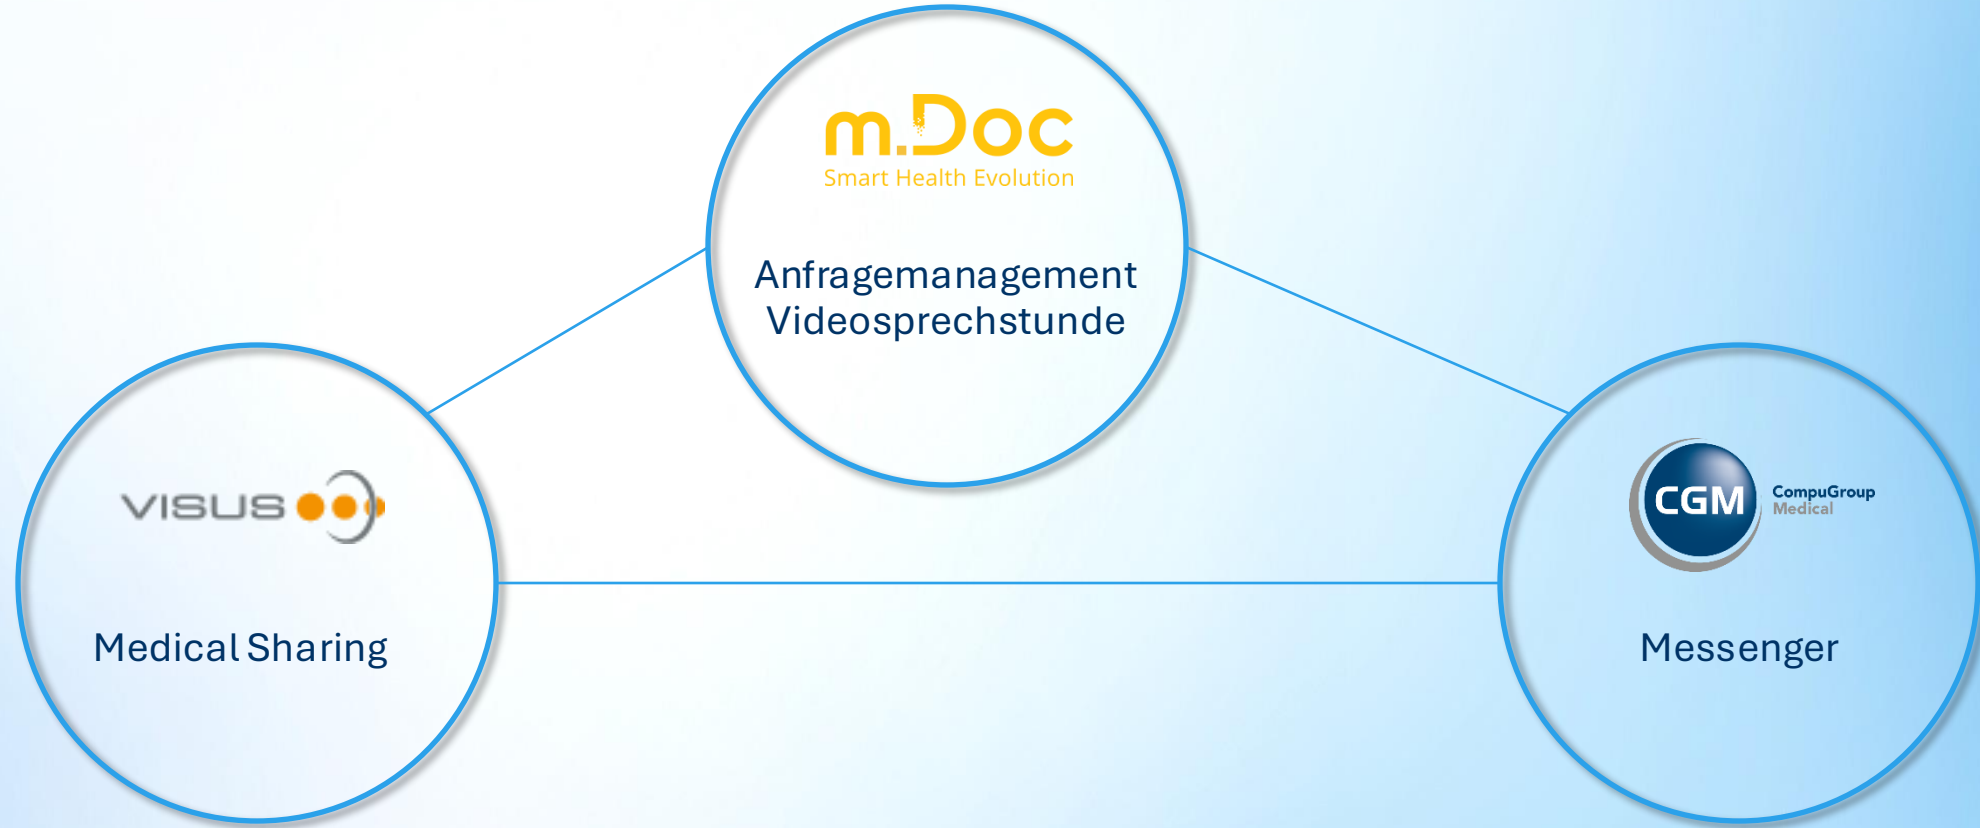 m.Doc
Smart Health Evolution
Anfragemanagement
Videosprechstunde
VISUS
Medical Sharing
CGM
CompuGroup
Medical
Messenger